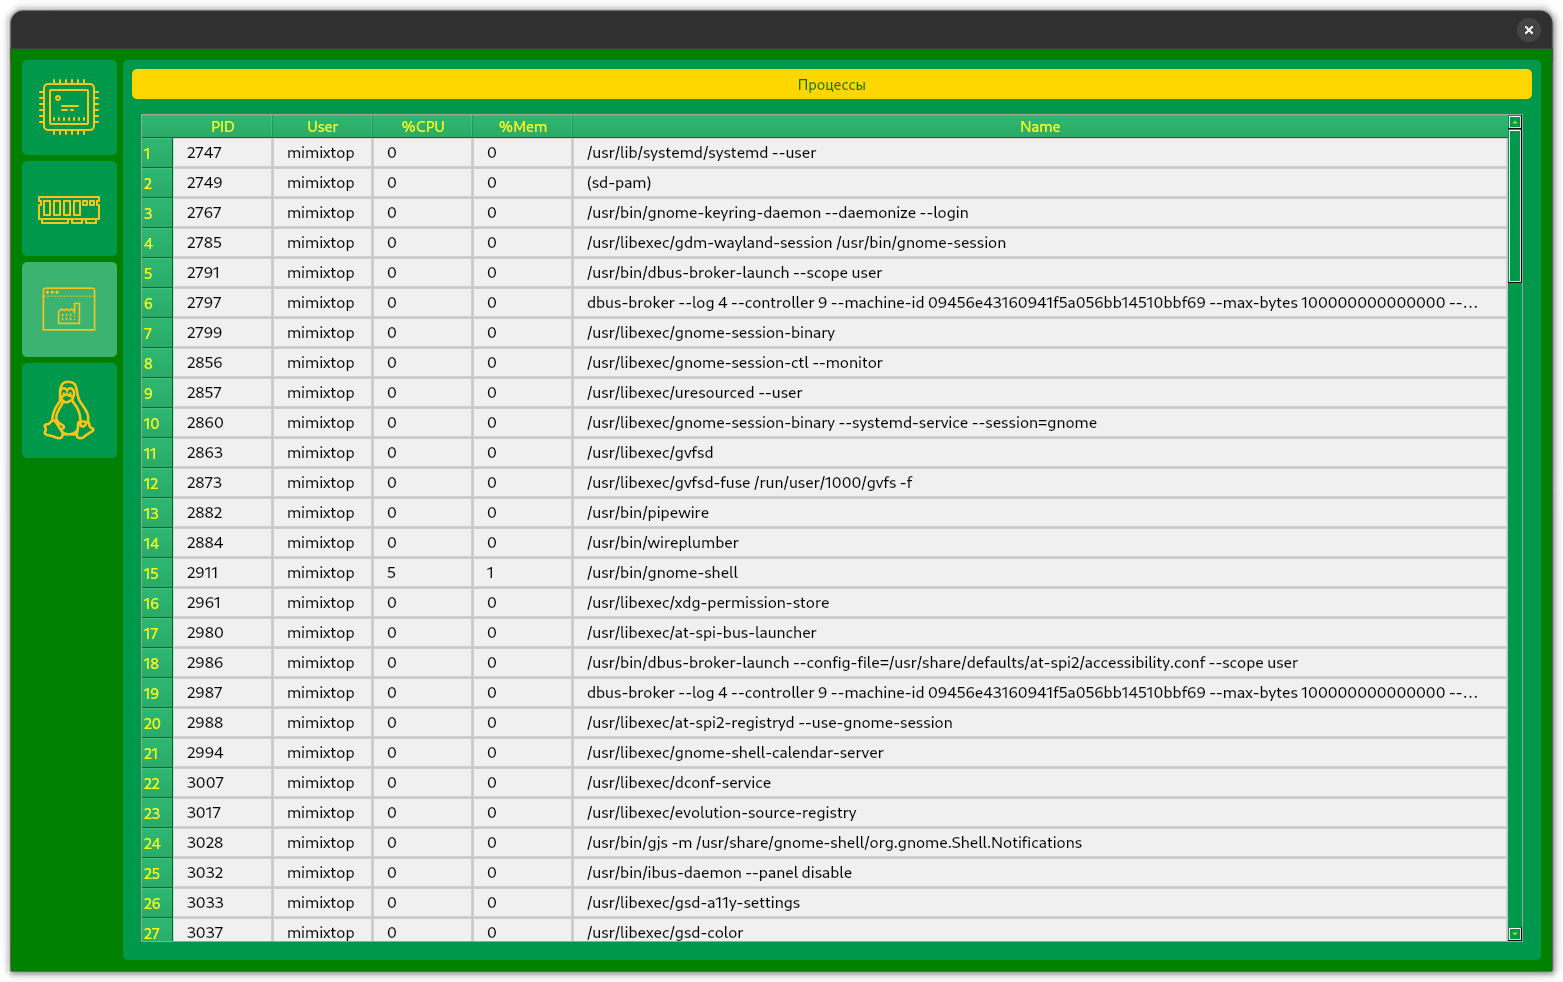 Процессы
PID User %CPU %Mem Name
1 2747 mimixtop 0 0 /usr/lib/systemd/systemd --user
2 2749 mimixtop 0 0 (sd-pam)
3 2767 mimixtop 0 0 /usr/bin/gnome-keyring-daemon --daemonize --login
4 2785 mimixtop 0 0 /usr/libexec/gdm-wayland-session /usr/bin/gnome-session
5 2791 mimixtop 0 0 /usr/bin/dbus-broker-launch --scope user
6 2797 mimixtop 0 0 dbus-broker --log 4 --controller 9 --machine-id 09456e43160941f5a056bb14510bbf69 --max-bytes 100000000000000 --...
7 2799 mimixtop 0 0 /usr/libexec/gnome-session-binary
8 2856 mimixtop 0 0 /usr/libexec/gnome-session-ctl --monitor
9 2857 mimixtop 0 0 /usr/libexec/uresourced --user
10 2860 mimixtop 0 0 /usr/libexec/gnome-session-binary --systemd-service --session=gnome
11 2863 mimixtop 0 0 /usr/libexec/gvfsd
12 2873 mimixtop 0 0 /usr/libexec/gvfsd-fuse /run/user/1000/gvfs -f
13 2882 mimixtop 0 0 /usr/bin/pipewire
14 2884 mimixtop 0 0 /usr/bin/wireplumber
15 2911 mimixtop 5 1 /usr/bin/gnome-shell
16 2961 mimixtop 0 0 /usr/libexec/xdg-permission-store
17 2980 mimixtop 0 0 /usr/libexec/at-spi-bus-launcher
18 2986 mimixtop 0 0 /usr/bin/dbus-broker-launch --config-file=/usr/share/defaults/at-spi2/accessibility.conf --scope user
19 2987 mimixtop 0 0 dbus-broker --log 4 --controller 9 --machine-id 09456e43160941f5a056bb14510bbf69 --max-bytes 100000000000000 --...
20 2988 mimixtop 0 0 /usr/libexec/at-spi2-registryd --use-gnome-session
21 2994 mimixtop 0 0 /usr/libexec/gnome-shell-calendar-server
22 3007 mimixtop 0 0 /usr/libexec/dconf-service
23 3017 mimixtop 0 0 /usr/libexec/evolution-source-registry
24 3028 mimixtop 0 0 /usr/bin/gjs -m /usr/share/gnome-shell/org.gnome.Shell.Notifications
25 3032 mimixtop 0 0 /usr/bin/ibus-daemon --panel disable
26 3033 mimixtop 0 0 /usr/libexec/gsd-a11y-settings
27 3037 mimixtop 0 0 /usr/libexec/gsd-color